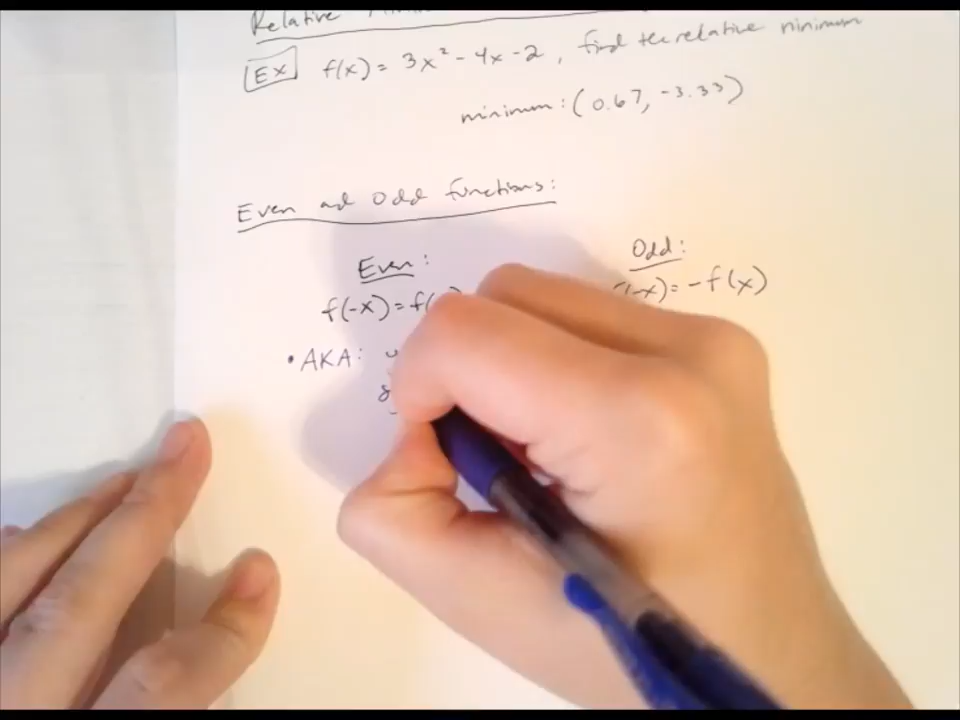 Relative
Ex f(x) = 3x² - 4x - 2, find the relative minimum
minimum: (0.67, -3.33)
Even ad Odd functions:
Even: Odd:
f(-x) = f( (-x) = -f(x)
• AKA: